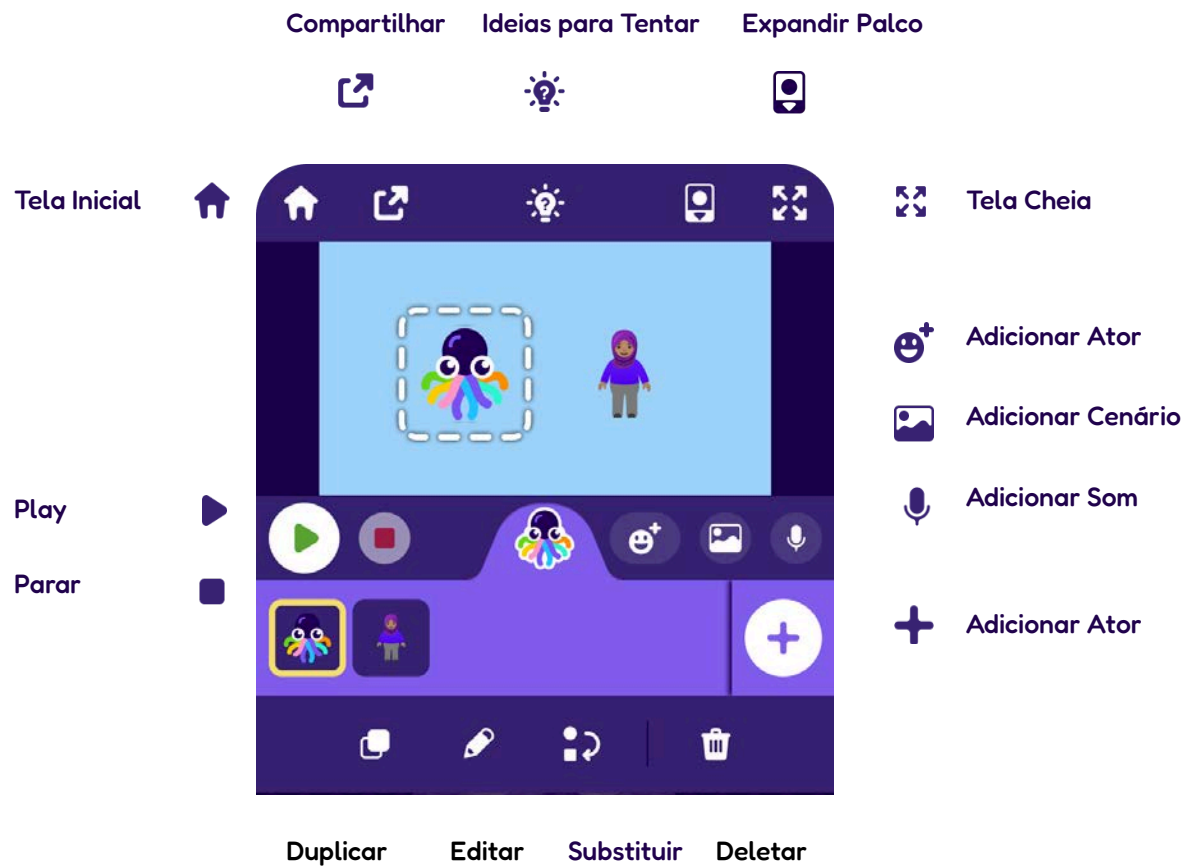 Compartilhar Ideias para Tentar Expandir Palco
Tela Inicial
Tela Cheia
Adicionar Ator
Adicionar Cenário
Adicionar Som
Play
Parar
Adicionar Ator
Duplicar Editar Substituir Deletar